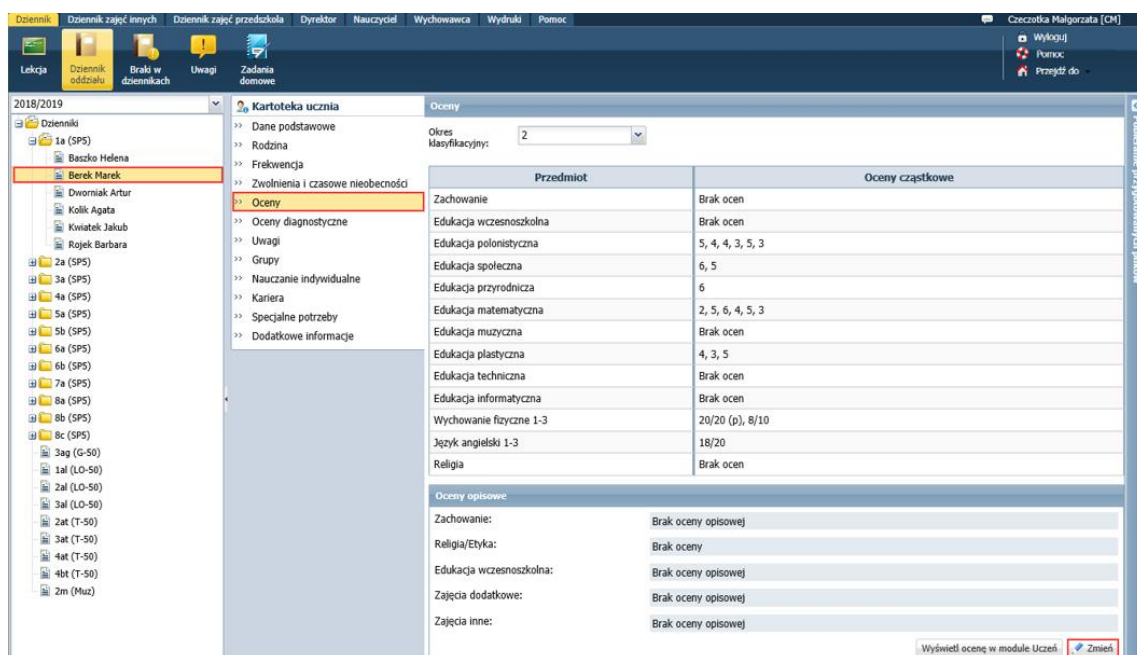 Dziennik Dziennik zajęć innych Dziennik zajęć przedszkola Dyrektor Nauczyciel Wychowawca Wydruki Pomoc Czeczotka Małgorzata [CM]
Lekcja
Dziennik oddziału
Braki w dziennikach
Uwagi
Zadania domowe
Wyloguj
Pomoc
Przejdź do
2018/2019
Dzienniki
1a (SP5)
Baszko Helena
Berek Marek
Dworniak Artur
Kolik Agata
Kwiatek Jakub
Rojek Barbara
2a (SP5)
3a (SP5)
4a (SP5)
5a (SP5)
5b (SP5)
6a (SP5)
6b (SP5)
7a (SP5)
8a (SP5)
8b (SP5)
8c (SP5)
3ag (G-50)
1al (LO-50)
2al (LO-50)
3al (LO-50)
2at (T-50)
3at (T-50)
4at (T-50)
4bt (T-50)
2m (Muz)
Kartoteka ucznia
Dane podstawowe
Rodzina
Frekwencja
Zwolnienia i czasowe nieobecności
Oceny
Oceny diagnostyczne
Uwagi
Grupy
Nauczanie indywidualne
Kariera
Specjalne potrzeby
Dodatkowe informacje
Oceny
Okres klasyfikacyjny: 2
Przedmiot Oceny cząstkowe
Zachowanie Brak ocen
Edukacja wczesnoszkolna Brak ocen
Edukacja polonistyczna 5, 4, 4, 3, 5, 3
Edukacja społeczna 6, 5
Edukacja przyrodnicza 6
Edukacja matematyczna 2, 5, 6, 4, 5, 3
Edukacja muzyczna Brak ocen
Edukacja plastyczna 4, 3, 5
Edukacja techniczna Brak ocen
Edukacja informatyczna Brak ocen
Wychowanie fizyczne 1-3 20/20 (p), 8/10
Język angielski 1-3 18/20
Religia Brak ocen
Oceny opisowe
Zachowanie: Brak oceny opisowej
Religia/Etyka: Brak oceny
Edukacja wczesnoszkolna: Brak oceny opisowej
Zajęcia dodatkowe: Brak oceny opisowej
Zajęcia inne: Brak oceny opisowej
Wyświetl ocenę w module Uczeń Zmień